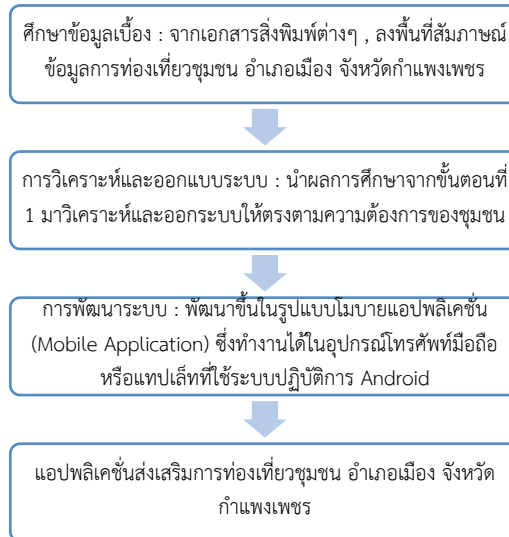 ศึกษาข้อมูลเบื้อง : จากเอกสารสิ่งพิมพ์ต่างๆ , ลงพื้นที่สัมภาษณ์
ข้อมูลการท่องเที่ยวชุมชน อำเภอเมือง จังหวัดกำแพงเพชร
การวิเคราะห์และออกแบบระบบ : นำผลการศึกษาจากขั้นตอนที่
1 มาวิเคราะห์และออกระบบให้ตรงตามความต้องการของชุมชน
การพัฒนาระบบ : พัฒนาขึ้นในรูปแบบโมบายแอปพลิเคชั่น
(Mobile Application) ซึ่งทำงานได้ในอุปกรณ์โทรศัพท์มือถือ
หรือแทปเล็ทที่ใช้ระบบปฏิบัติการ Android
แอปพลิเคชั่นส่งเสริมการท่องเที่ยวชุมชน อำเภอเมือง จังหวัด
กำแพงเพชร